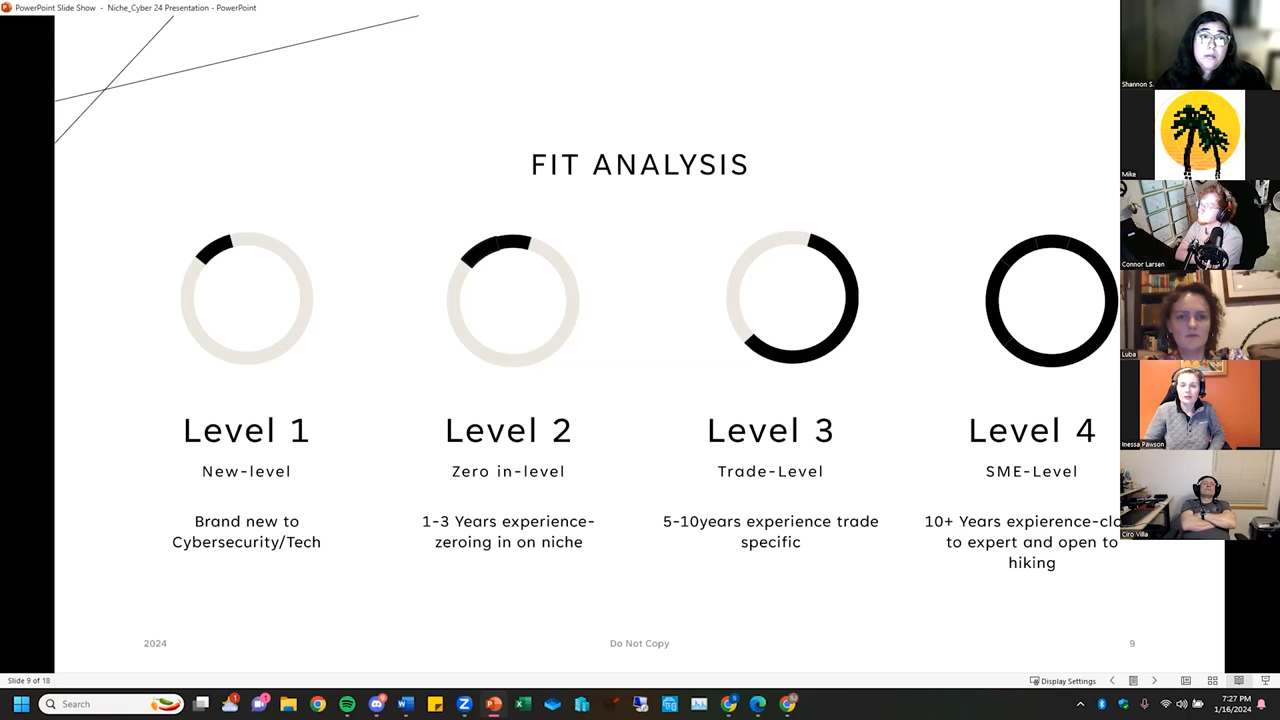 PowerPoint Slide Show - Niche_Cyber 24 Presentation - PowerPoint
FIT ANALYSIS
Level 1
New-level
Brand new to
Cybersecurity/Tech
Level 2
Zero in-level
1-3 Years experience-
zeroing in on niche
Level 3
Trade-Level
5-10years experience trade
specific
Level 4
SME-Level
10+ Years expierence-clo
to expert and open to
hiking
2024
Do Not Copy
9
Shannon S.
Mike
Connor Larsen
Luba
Inessa Pawson
Ciro Villa
Slide 9 of 18
Display Settings
Search
7:27 PM
1/16/2024